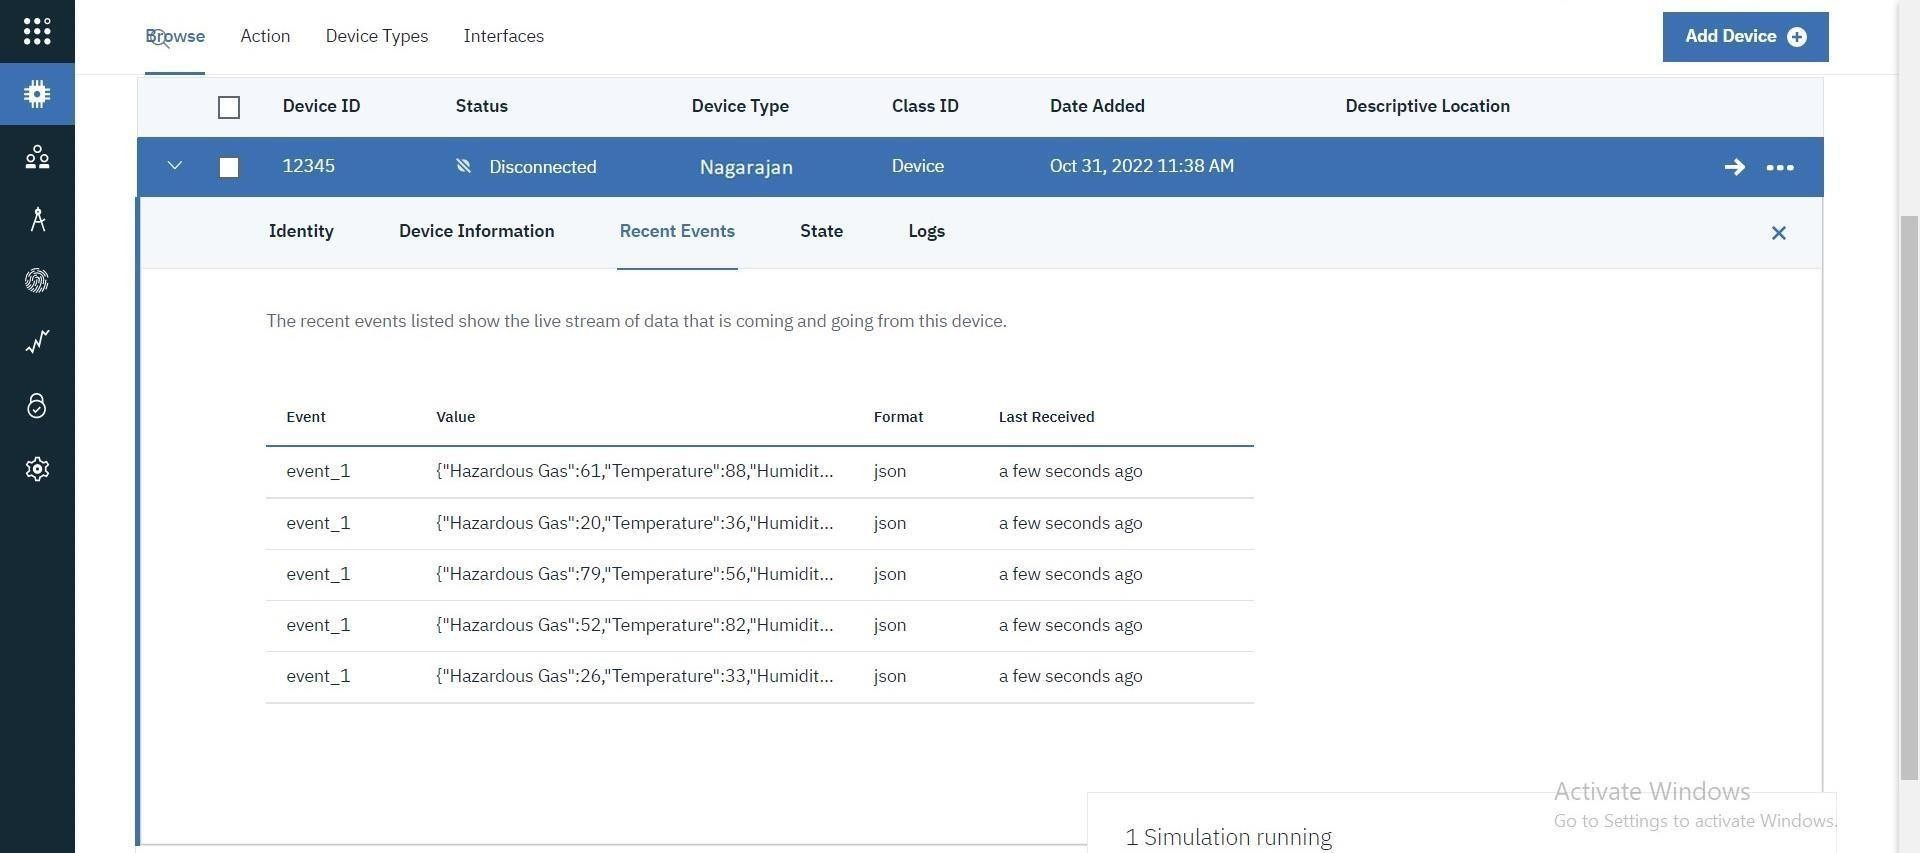 Browse Action Device Types Interfaces Add Device
Device ID Status Device Type Class ID Date Added Descriptive Location
12345 Disconnected Nagarajan Device Oct 31, 2022 11:38 AM
Identity Device Information Recent Events State Logs
The recent events listed show the live stream of data that is coming and going from this device.
Event Value Format Last Received
event_1 {"Hazardous Gas":61,"Temperature":88,"Humidit... json a few seconds ago
event_1 {"Hazardous Gas":20,"Temperature":36,"Humidit... json a few seconds ago
event_1 {"Hazardous Gas":79,"Temperature":56,"Humidit... json a few seconds ago
event_1 {"Hazardous Gas":52,"Temperature":82,"Humidit... json a few seconds ago
event_1 {"Hazardous Gas":26,"Temperature":33,"Humidit... json a few seconds ago
Activate Windows
Go to Settings to activate Windows.
1 Simulation running